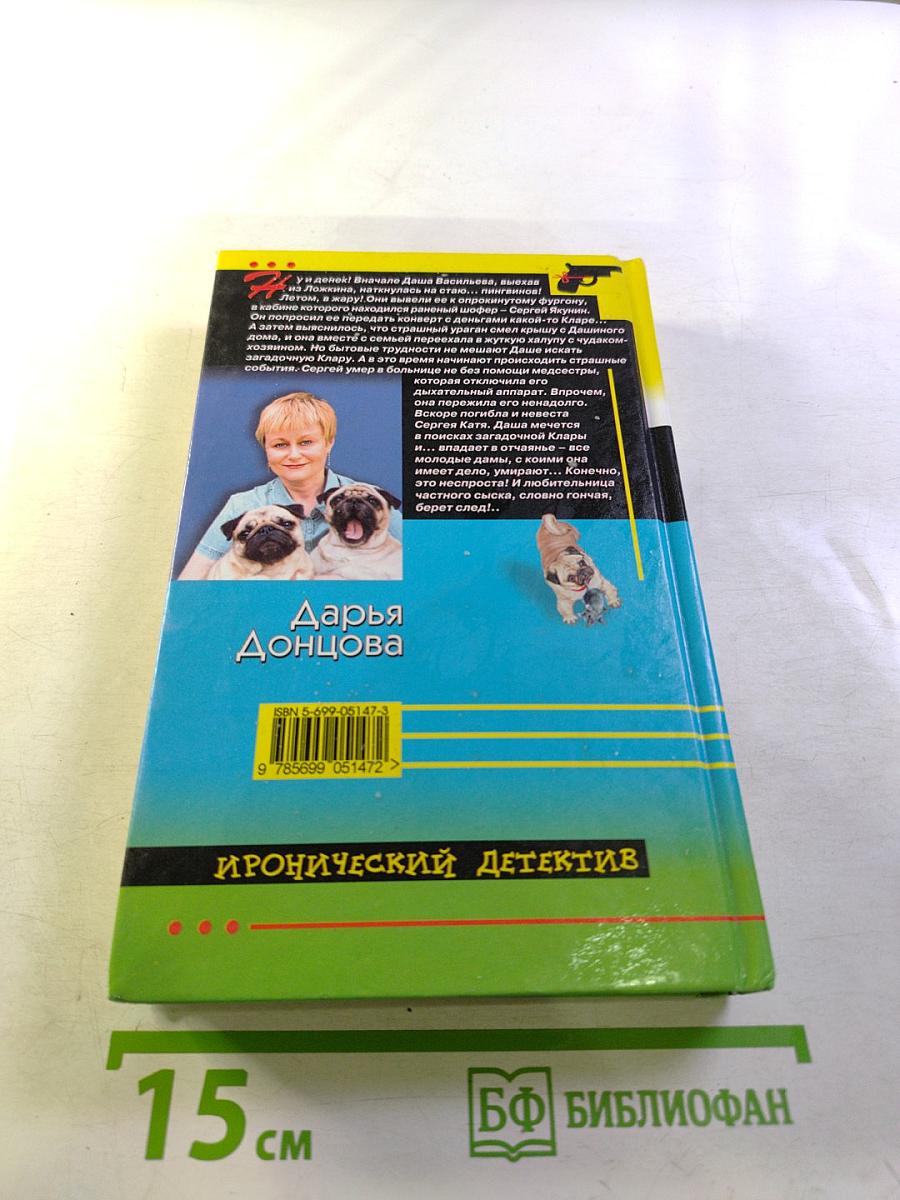 Ну и денек! Вначале Даша Васильева, выехав
из Ложкина, наткнулась на стаю... пингвинов!
Летом, в жару! Они вывели ее к опрокинутому фургону,
в кабине которого находился раненый шофер – Сергей Якунин.
Он попросил ее передать конверт с деньгами какой-то Кларе...
А затем выяснилось, что страшный ураган смел крышу с Дашиного
дома, и она вместе с семьей переехала в жуткую халупу с чудаком-
хозяином. Но бытовые трудности не мешают Даше искать
загадочную Клару. А в это время начинают происходить страшные
события. Сергей умер в больнице не без помощи медсестры,
которая отключила его
дыхательный аппарат. Впрочем,
она пережила его ненадолго.
Вскоре погибла и невеста
Сергея Катя. Даша мечется
в поисках загадочной Клары
и... впадает в отчаянье – все
молодые дамы, с коими она
имеет дело, умирают... Конечно,
это неспроста! И любительница
частного сыска, словно гончая,
берет след!..
Дарья
Донцова
ISBN 5-699-05147-3
9 785699 051472 >
ИРОНИЧЕСКИЙ ДЕТЕКТИВ
15 см
БФ БИБЛИОФАН